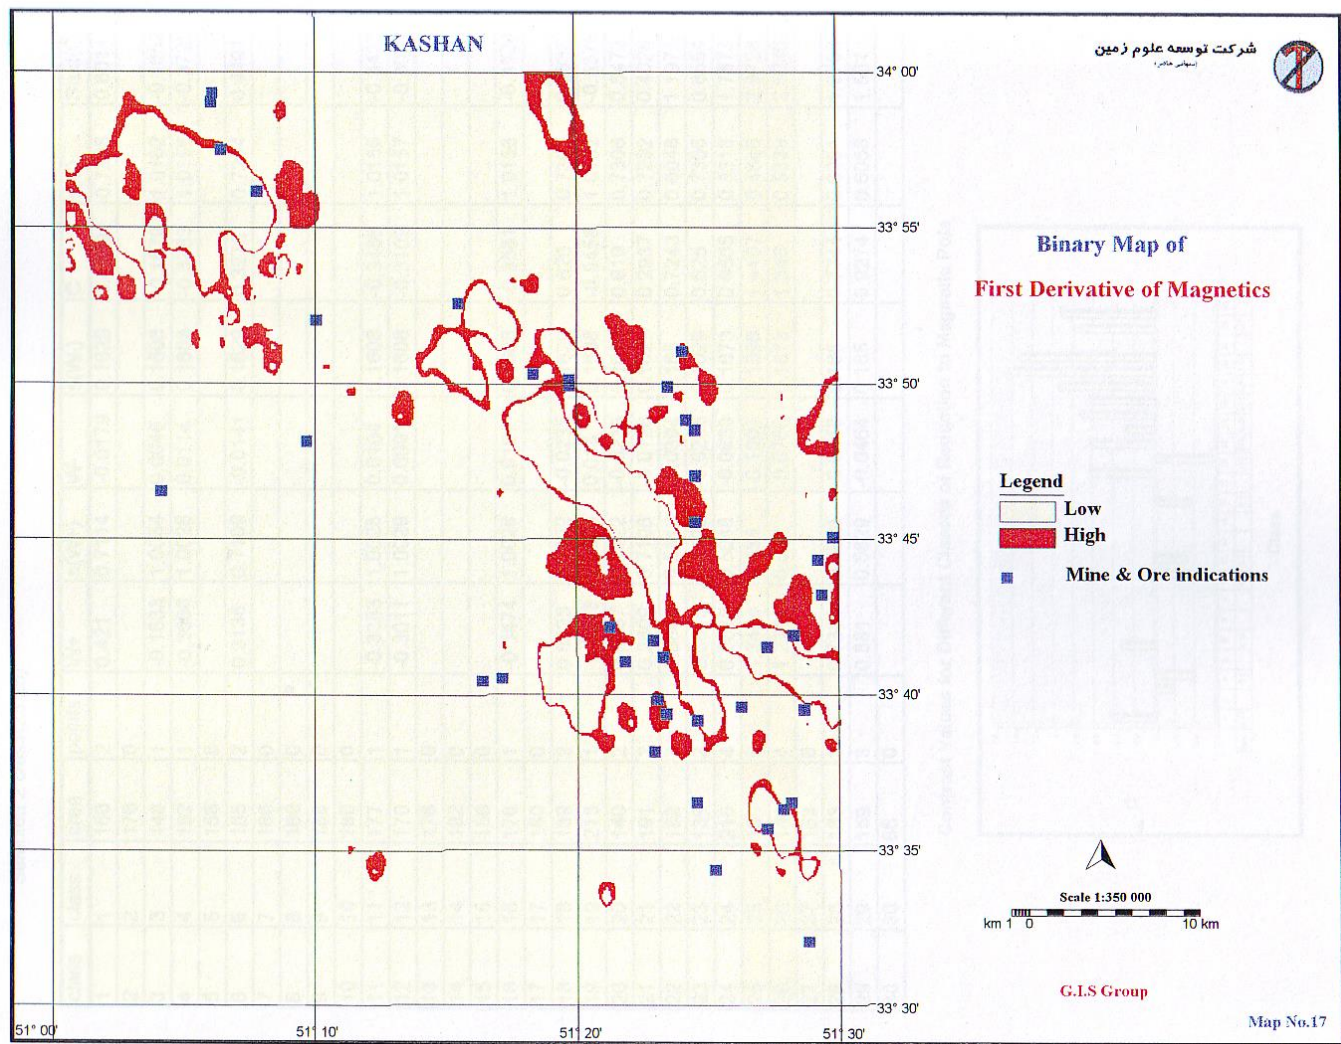 KASHAN
شرکت توسعه علوم زمین
34° 00'
33° 55'
33° 50'
33° 45'
33° 40'
33° 35'
33° 30'
51° 00'
51° 10'
51° 20'
51° 30'
Binary Map of
First Derivative of Magnetics
Legend
Low
High
Mine & Ore indications
Scale 1:350 000
km 1 0 10 km
G.I.S Group
Map No.17